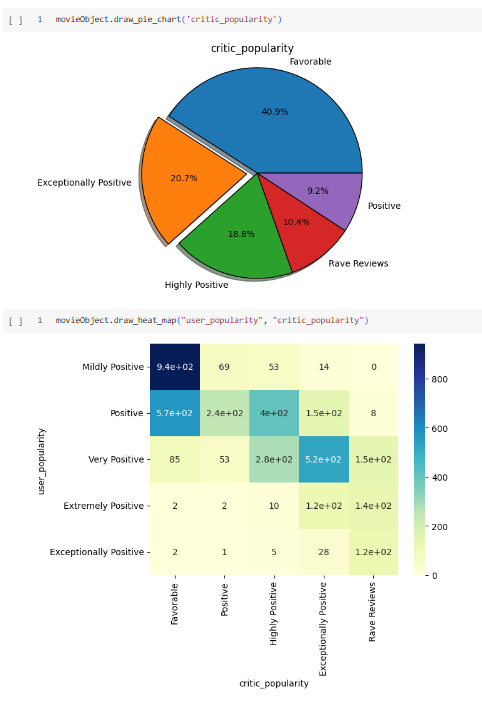 [ ] 1 movieObject.draw_pie_chart('critic_popularity')
critic_popularity
Favorable
40.9%
Exceptionally Positive
20.7%
9.2%
Positive
18.8%
10.4%
Rave Reviews
Highly Positive
[ ] 1 movieObject.draw_heat_map("user_popularity", "critic_popularity")
Mildly Positive 9.4e+02 69 53 14 0
800
Positive 5.7e+02 2.4e+02 4e+02 1.5e+02 8
600
user_popularity
Very Positive 85 53 2.8e+02 5.2e+02 1.5e+02
400
Extremely Positive 2 2 10 1.2e+02 1.4e+02
200
Exceptionally Positive 2 1 5 28 1.2e+02
0
Favorable
Positive
Highly Positive
Exceptionally Positive
Rave Reviews
critic_popularity